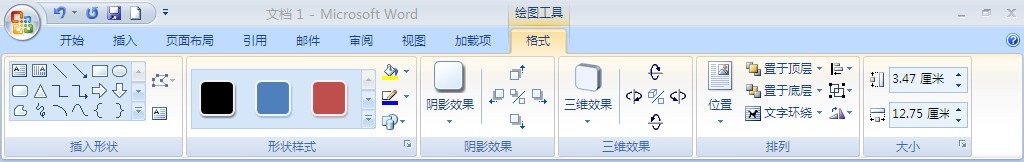 文档 1 - Microsoft Word
绘图工具
开始 插入 页面布局 引用 邮件 审阅 视图 加载项 格式
阴影效果 三维效果 位置 置于顶层 置于底层 文字环绕
3.47 厘米
12.75 厘米
插入形状 形状样式 阴影效果 三维效果 排列 大小